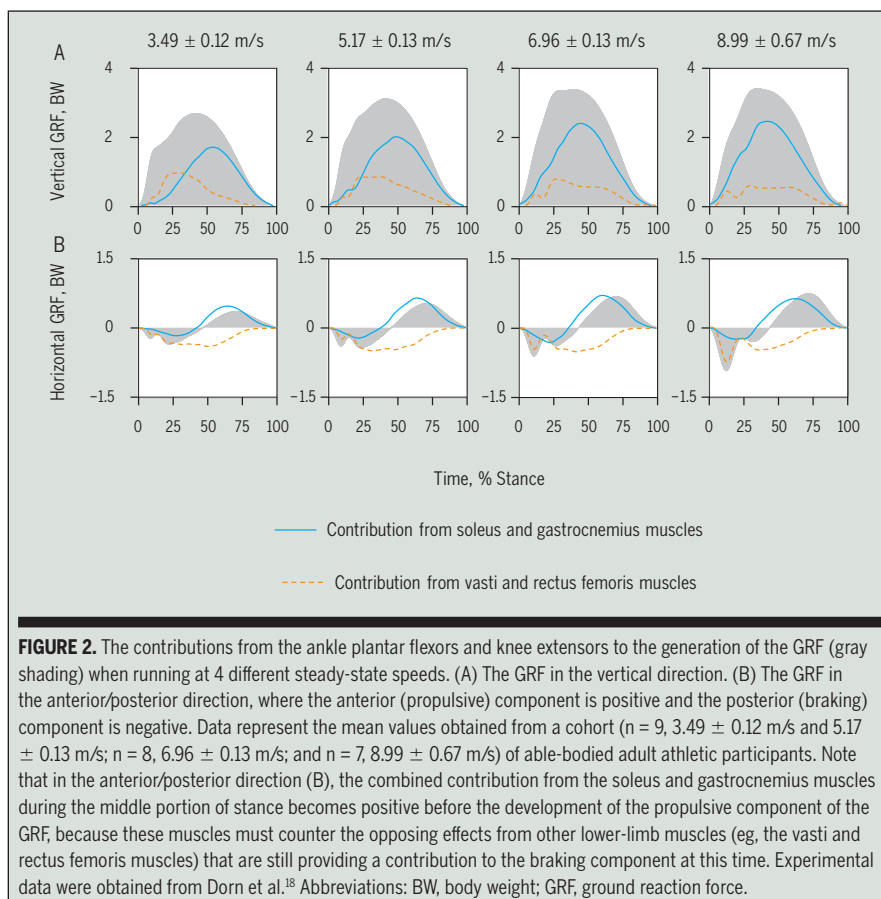 A
3.49 ± 0.12 m/s 5.17 ± 0.13 m/s 6.96 ± 0.13 m/s 8.99 ± 0.67 m/s
Vertical GRF, BW
4 4 4 4
2 2 2 2
0 0 0 0
0 25 50 75 100 0 25 50 75 100 0 25 50 75 100 0 25 50 75 100
B
Horizontal GRF, BW
1.5 1.5 1.5 1.5
0 0 0 0
−1.5 −1.5 −1.5 −1.5
0 25 50 75 100 0 25 50 75 100 0 25 50 75 100 0 25 50 75 100
Time, % Stance
Contribution from soleus and gastrocnemius muscles
Contribution from vasti and rectus femoris muscles
FIGURE 2. The contributions from the ankle plantar flexors and knee extensors to the generation of the GRF (gray
shading) when running at 4 different steady-state speeds. (A) The GRF in the vertical direction. (B) The GRF in
the anterior/posterior direction, where the anterior (propulsive) component is positive and the posterior (braking)
component is negative. Data represent the mean values obtained from a cohort (n = 9, 3.49 ± 0.12 m/s and 5.17
± 0.13 m/s; n = 8, 6.96 ± 0.13 m/s; and n = 7, 8.99 ± 0.67 m/s) of able-bodied adult athletic participants. Note
that in the anterior/posterior direction (B), the combined contribution from the soleus and gastrocnemius muscles
during the middle portion of stance becomes positive before the development of the propulsive component of the
GRF, because these muscles must counter the opposing effects from other lower-limb muscles (eg, the vasti and
rectus femoris muscles) that are still providing a contribution to the braking component at this time. Experimental
data were obtained from Dorn et al.¹⁸ Abbreviations: BW, body weight; GRF, ground reaction force.